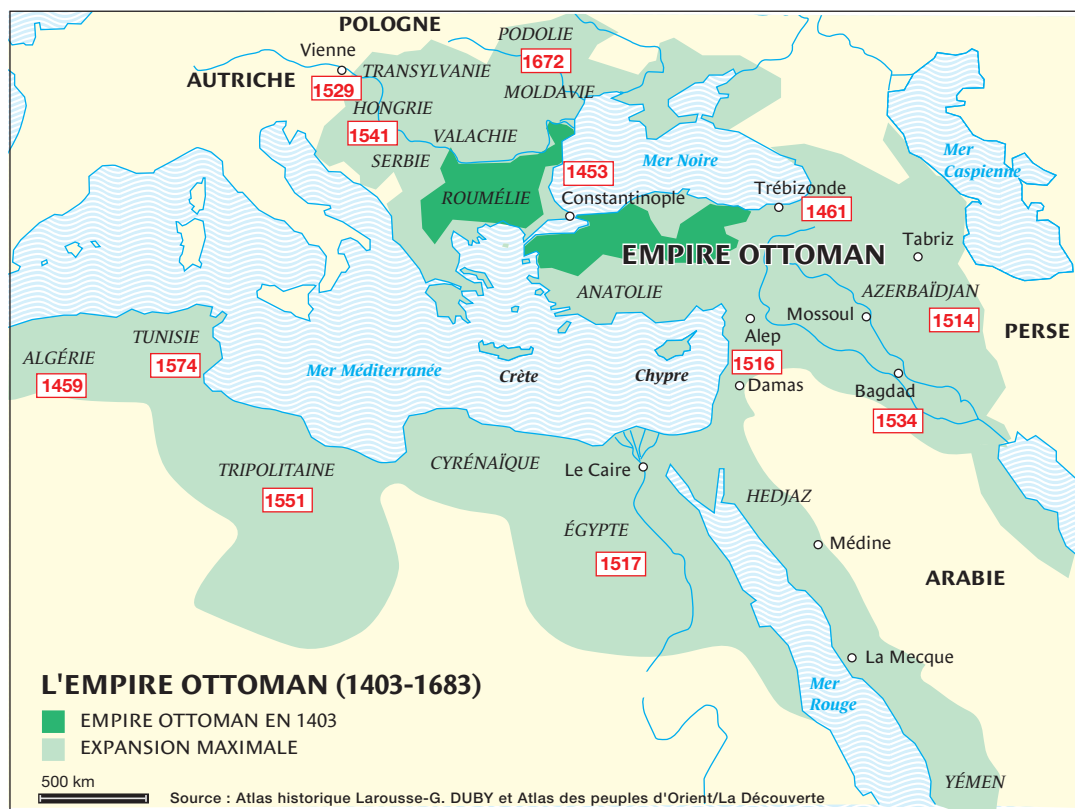 POLOGNE
Vienne
PODOLIE
1672
AUTRICHE
TRANSYLVANIE
1529
MOLDAVIE
HONGRIE
1541
VALACHIE
SERBIE
Mer Noire
Mer
Caspienne
1453
ROUMÉLIE
Constantinople
Trébizonde
1461
Tabriz
EMPIRE OTTOMAN
ANATOLIE
AZERBAÏDJAN
1514
Mossoul
PERSE
TUNISIE
1574
ALGÉRIE
1459
Alep
1516
Mer Méditerranée
Crète
Chypre
Damas
Bagdad
1534
TRIPOLITAINE
1551
CYRÉNAÏQUE
Le Caire
HEDJAZ
ÉGYPTE
1517
Médine
ARABIE
La Mecque
Mer
Rouge
YÉMEN
L'EMPIRE OTTOMAN (1403-1683)
EMPIRE OTTOMAN EN 1403
EXPANSION MAXIMALE
500 km
Source : Atlas historique Larousse-G. DUBY et Atlas des peuples d'Orient/La Découverte